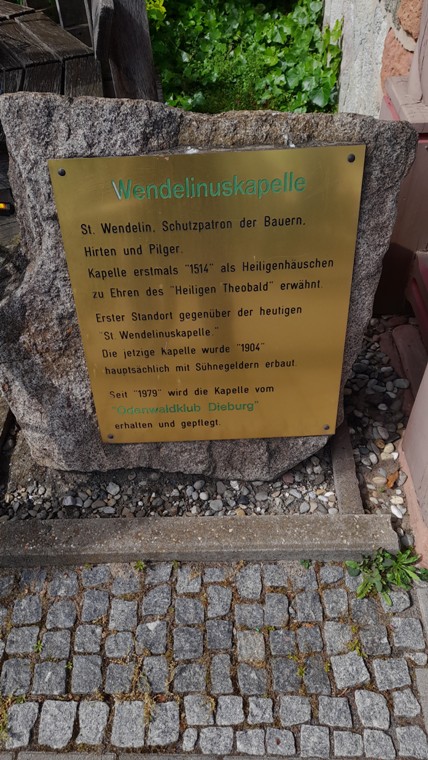 Wendelinuskapelle
St. Wendelin, Schutzpatron der Bauern,
Hirten und Pilger.
Kapelle erstmals "1514" als Heiligenhäuschen
zu Ehren des "Heiligen Theobald" erwähnt.
Erster Standort gegenüber der heutigen
"St. Wendelinuskapelle."
Die jetzige kapelle wurde "1904"
hauptsächlich mit Sühnegeldern erbaut.
Seit "1979" wird die Kapelle vom
"Odenwaldklub Dieburg"
erhalten und gepflegt.